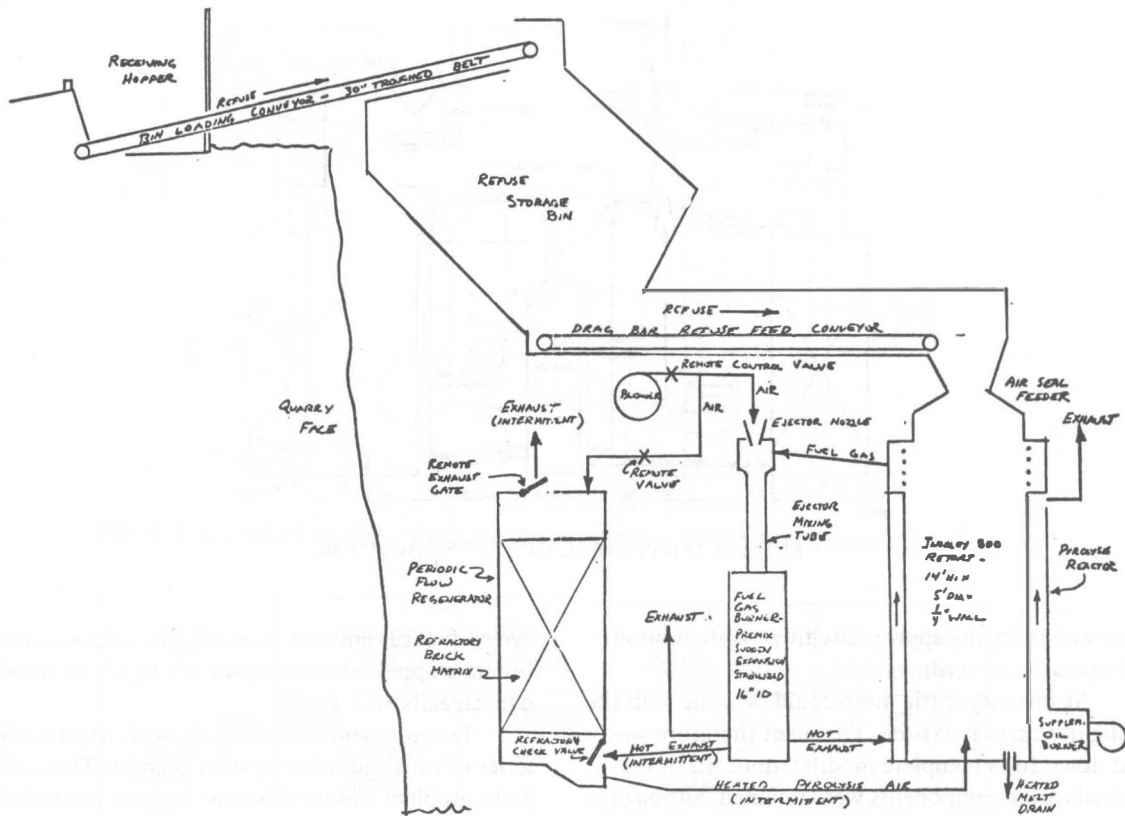 RECEIVING
HOPPER
REFUSE
BIN LOADING CONVEYOR - 30" TROUGHED BELT
REFUSE
STORAGE
BIN
REFUSE
DRAG BAR REFUSE FEED CONVEYOR
REMOTE CONTROL VALVE
BLOWER
AIR
AIR
EJECTOR NOZZLE
AIR SEAL
FEEDER
EXHAUST
FUEL GAS
QUARRY
FACE
EXHAUST
(INTERMITENT)
REMOTE
EXHAUST
GATE
REMOTE
VALVE
EJECTOR
MIXING
TUBE
800
RETORT -
14' HIGH
5' DIA.
1/4" WALL
PYROLYSIS
REACTOR
PERIODIC
FLOW
REGENERATOR
REFRACTORY
BRICK
MATRIX
EXHAUST
FUEL
GAS
BURNER-
PREMIX
SUDDEN
EXPANSION
STABILIZED
16" ID
REFRACTORY
CHECK VALVE
HOT EXHAUST
(INTERMITTENT)
HOT
EXHAUST
HEATED PYROLYSIS AIR
(INTERMITTENT)
SUPPLEM.
OIL
BURNER
HEATED
MELT
DRAIN